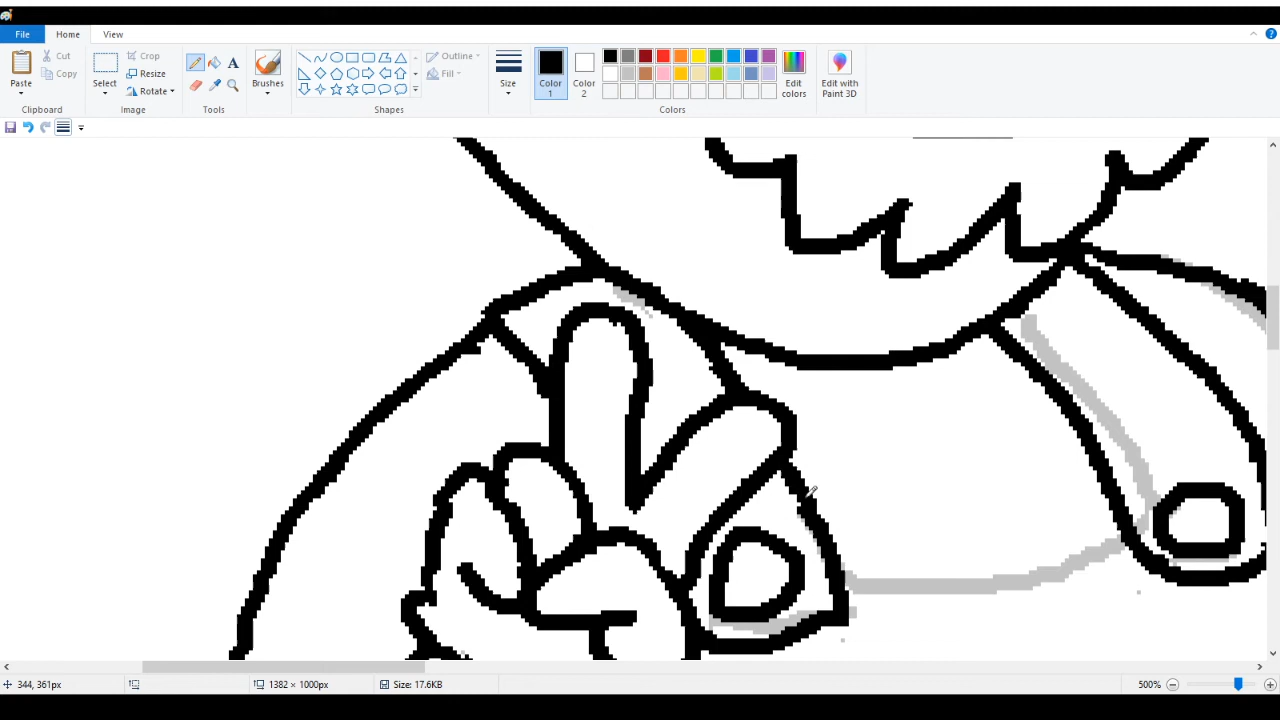 File Home View
Paste Cut Copy Select Crop Resize Rotate Brushes Outline Fill Size Color 1 Color 2 Edit colors Edit with Paint 3D
A
Clipboard Image Tools Shapes Colors
344, 361px 1382 × 1000px Size: 17.6KB 500%